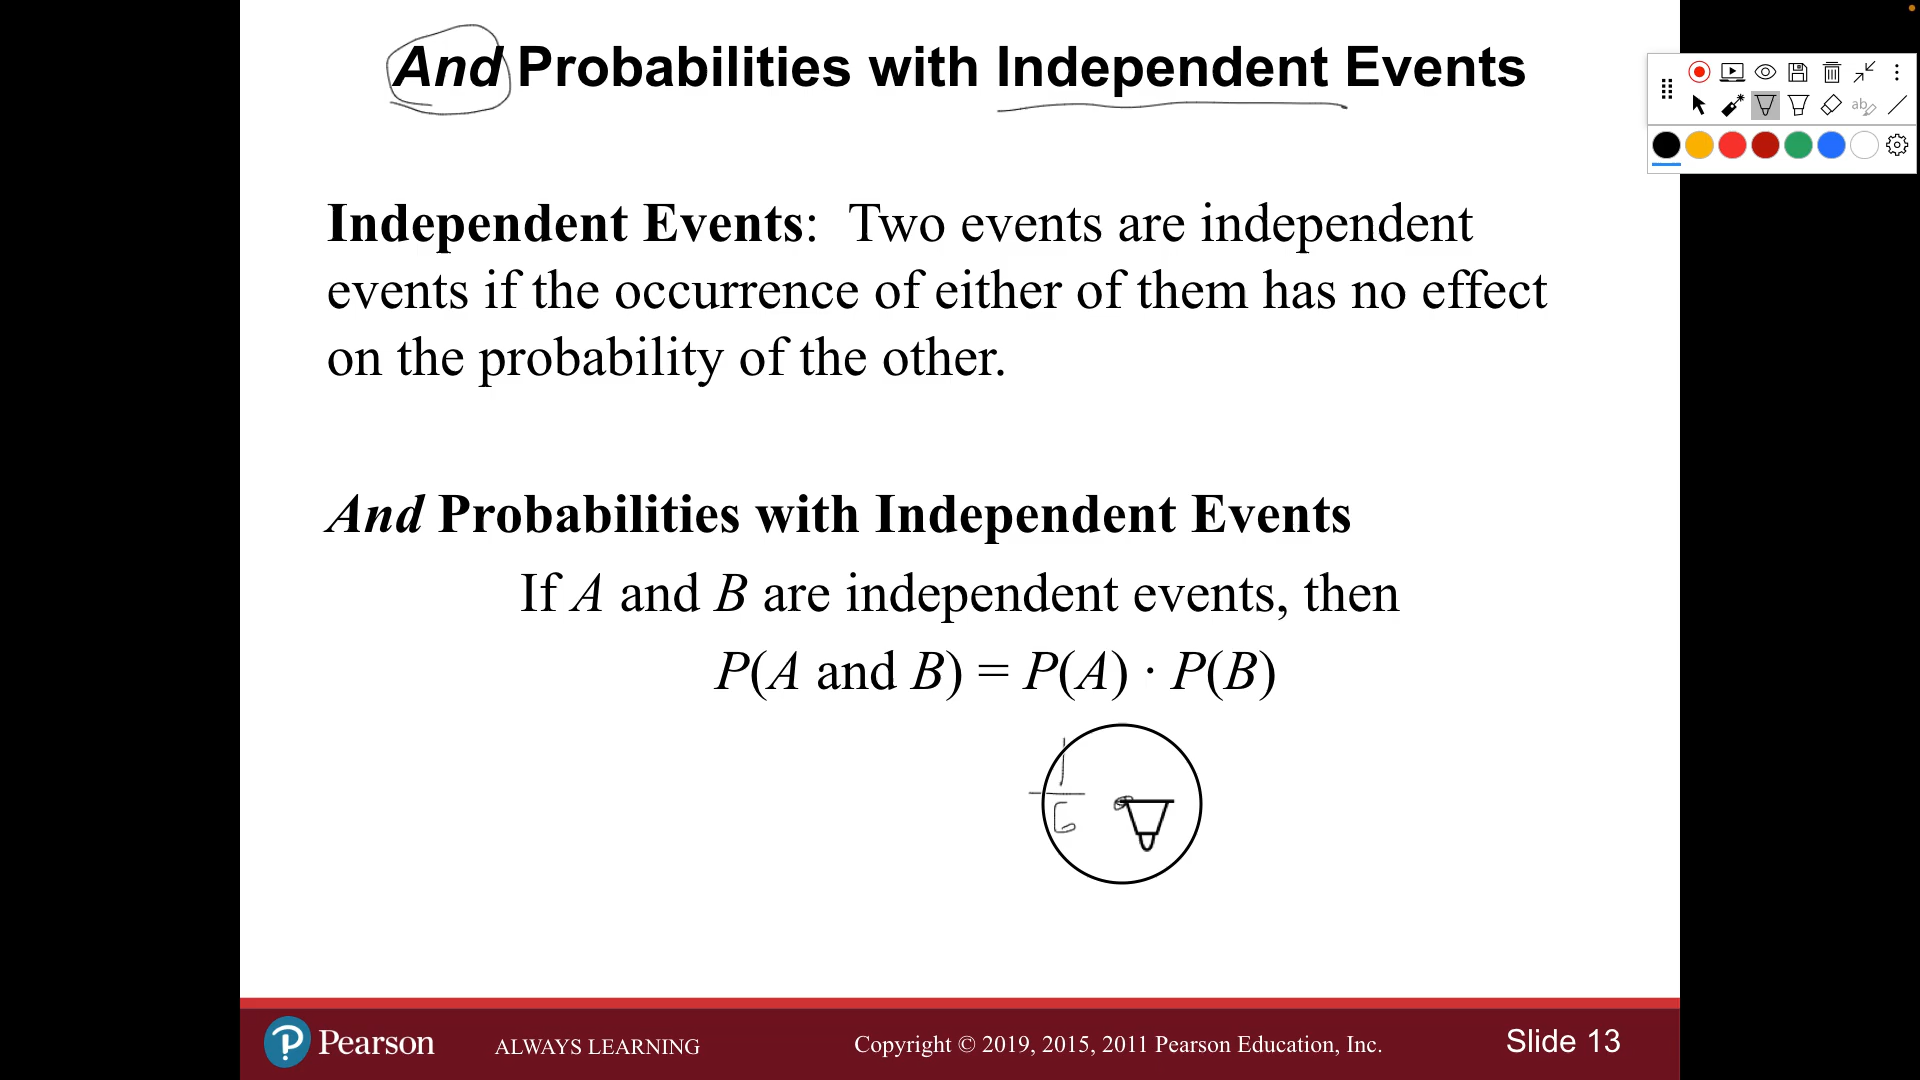 And Probabilities with Independent Events
Independent Events: Two events are independent
events if the occurrence of either of them has no effect
on the probability of the other.
And Probabilities with Independent Events
If A and B are independent events, then
P(A and B) = P(A) · P(B)
1
6
Pearson ALWAYS LEARNING Copyright © 2019, 2015, 2011 Pearson Education, Inc. Slide 13
ab